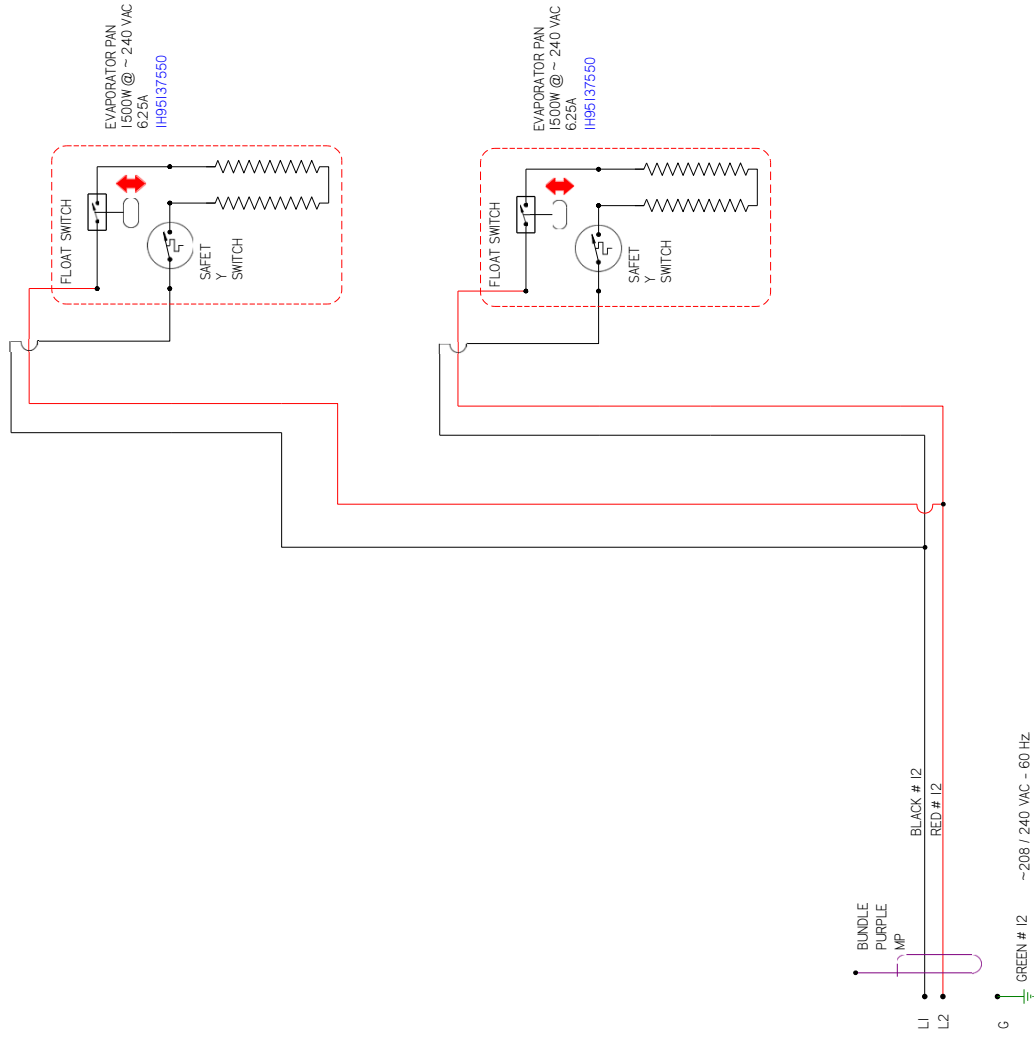 EVAPORATOR PAN
1500W @ ~ 240 VAC
6.25A
1H95137550
FLOAT SWITCH
SAFET
Y
SWITCH
EVAPORATOR PAN
1500W @ ~ 240 VAC
6.25A
1H95137550
FLOAT SWITCH
SAFET
Y
SWITCH
BLACK # 12
RED # 12
BUNDLE
PURPLE
MP
L1
L2
G
GREEN # 12
~208 / 240 VAC - 60 Hz